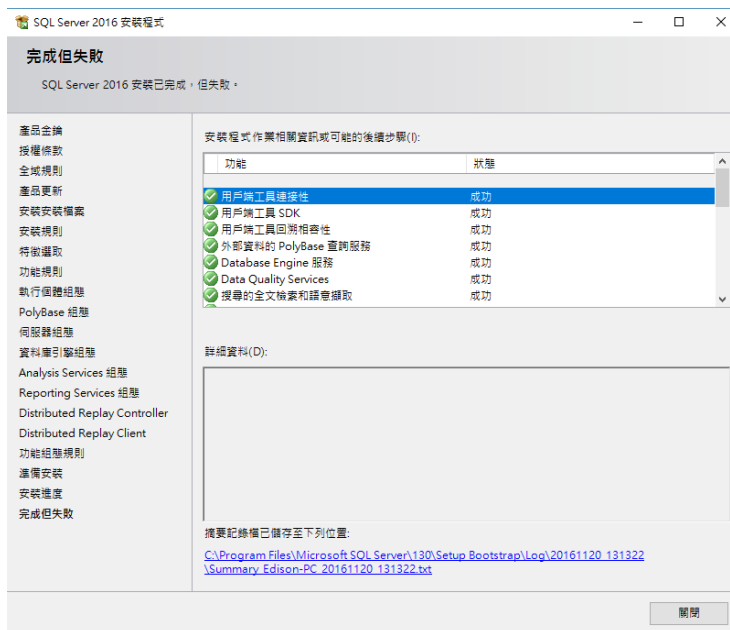 SQL Server 2016 安裝程式
完成但失敗
SQL Server 2016 安裝已完成，但失敗。
產品金鑰
授權條款
全域規則
產品更新
安裝安裝檔案
安裝規則
特徵選取
功能規則
執行個體組態
PolyBase 組態
伺服器組態
資料庫引擎組態
Analysis Services 組態
Reporting Services 組態
Distributed Replay Controller
Distributed Replay Client
功能組態規則
準備安裝
安裝進度
完成但失敗
安裝程式作業相關資訊或可能的後續步驟(I):
功能 狀態
用戶端工具連接性 成功
用戶端工具 SDK 成功
用戶端工具回溯相容性 成功
外部資料的 PolyBase 查詢服務 成功
Database Engine 服務 成功
Data Quality Services 成功
搜尋的全文檢索和語意擷取 成功
詳細資料(D):
摘要記錄檔已儲存至下列位置:
C:\Program Files\Microsoft SQL Server\130\Setup Bootstrap\Log\20161120_131322
\Summary_Edison-PC_20161120_131322.txt
關閉